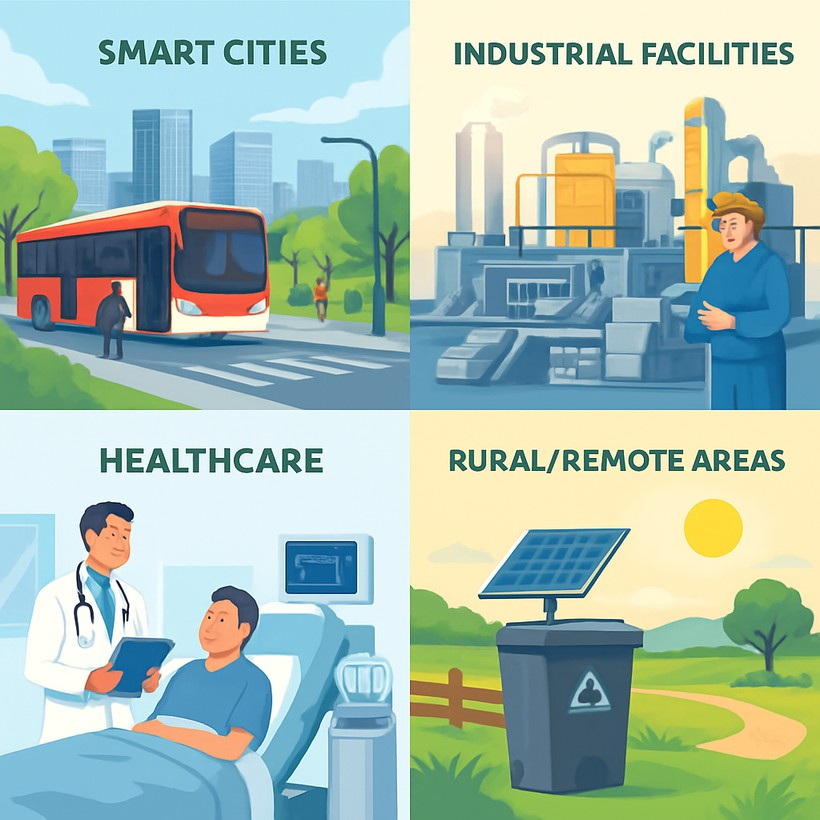 SMART CITIES
INDUSTRIAL FACILITIES
HEALTHCARE
RURAL/REMOTE AREAS